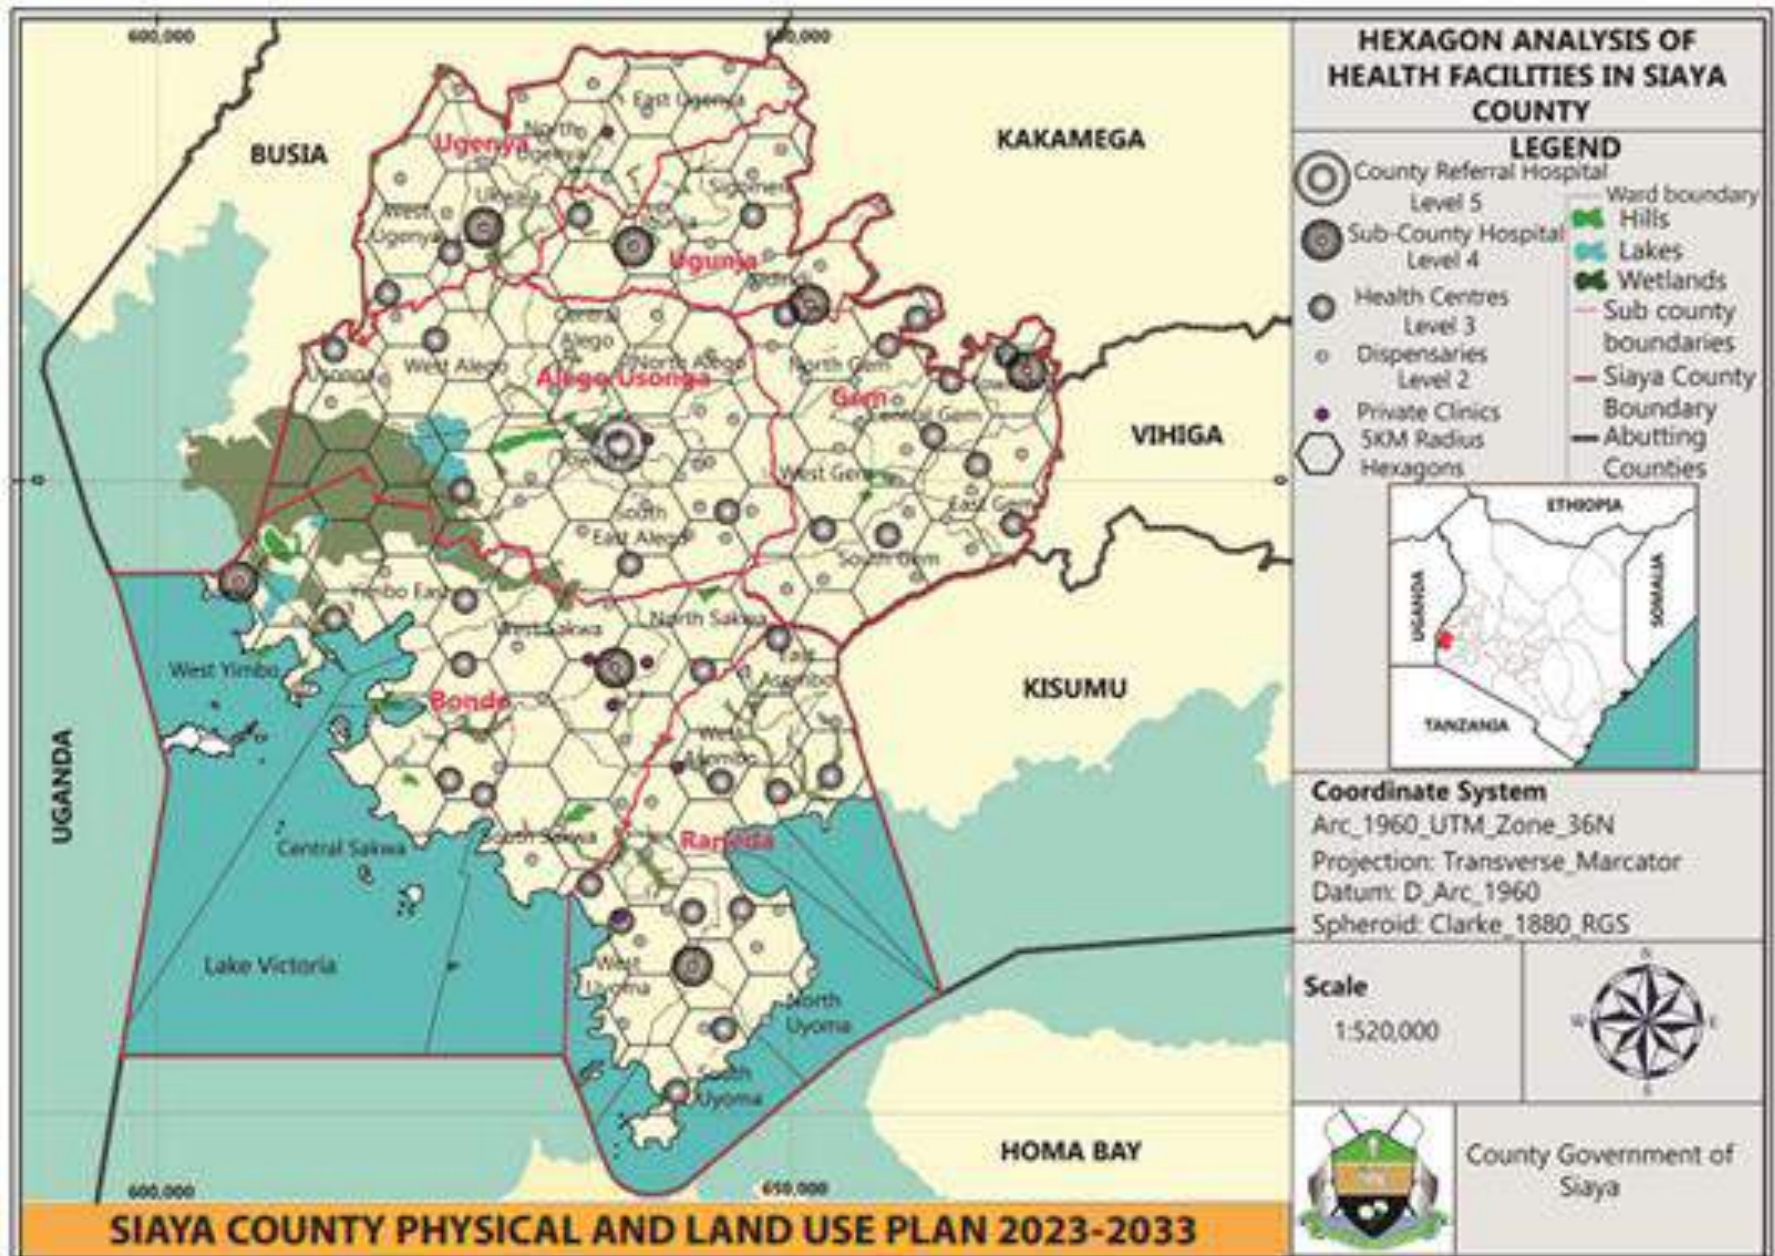 600,000
BUSIA
KAKAMEGA
East Ugenya
North
Ugenya
Ugenya
Ukwala
West
Ugenya
Sigomere
Ugunja
Central
Alego
Usonga
West Alego
North Alego
North Gem
Alego Usonga
Gem
Central Gem
VIHIGA
West Gem
East Gem
South
East Alego
South Gem
Yimbo East
West Sakwa
North Sakwa
West Yimbo
East
Asembo
KISUMU
Bondo
West
Asembo
UGANDA
South Sakwa
Rarieda
Central Sakwa
Lake Victoria
West
Uyoma
North
Uyoma
South
Uyoma
HOMA BAY
600,000
650,000
SIAYA COUNTY PHYSICAL AND LAND USE PLAN 2023-2033
HEXAGON ANALYSIS OF
HEALTH FACILITIES IN SIAYA
COUNTY
LEGEND
County Referral Hospital
Level 5
Sub-County Hospital
Level 4
Health Centres
Level 3
Dispensaries
Level 2
Private Clinics
5KM Radius
Hexagons
Ward boundary
Hills
Lakes
Wetlands
Sub county
boundaries
Siaya County
Boundary
Abutting
Counties
ETHIOPIA
UGANDA
SOMALIA
TANZANIA
Coordinate System
Arc_1960_UTM_Zone_36N
Projection: Transverse_Marcator
Datum: D_Arc_1960
Spheroid: Clarke_1880_RGS
Scale
1:520,000
N
W
E
S
County Government of
Siaya